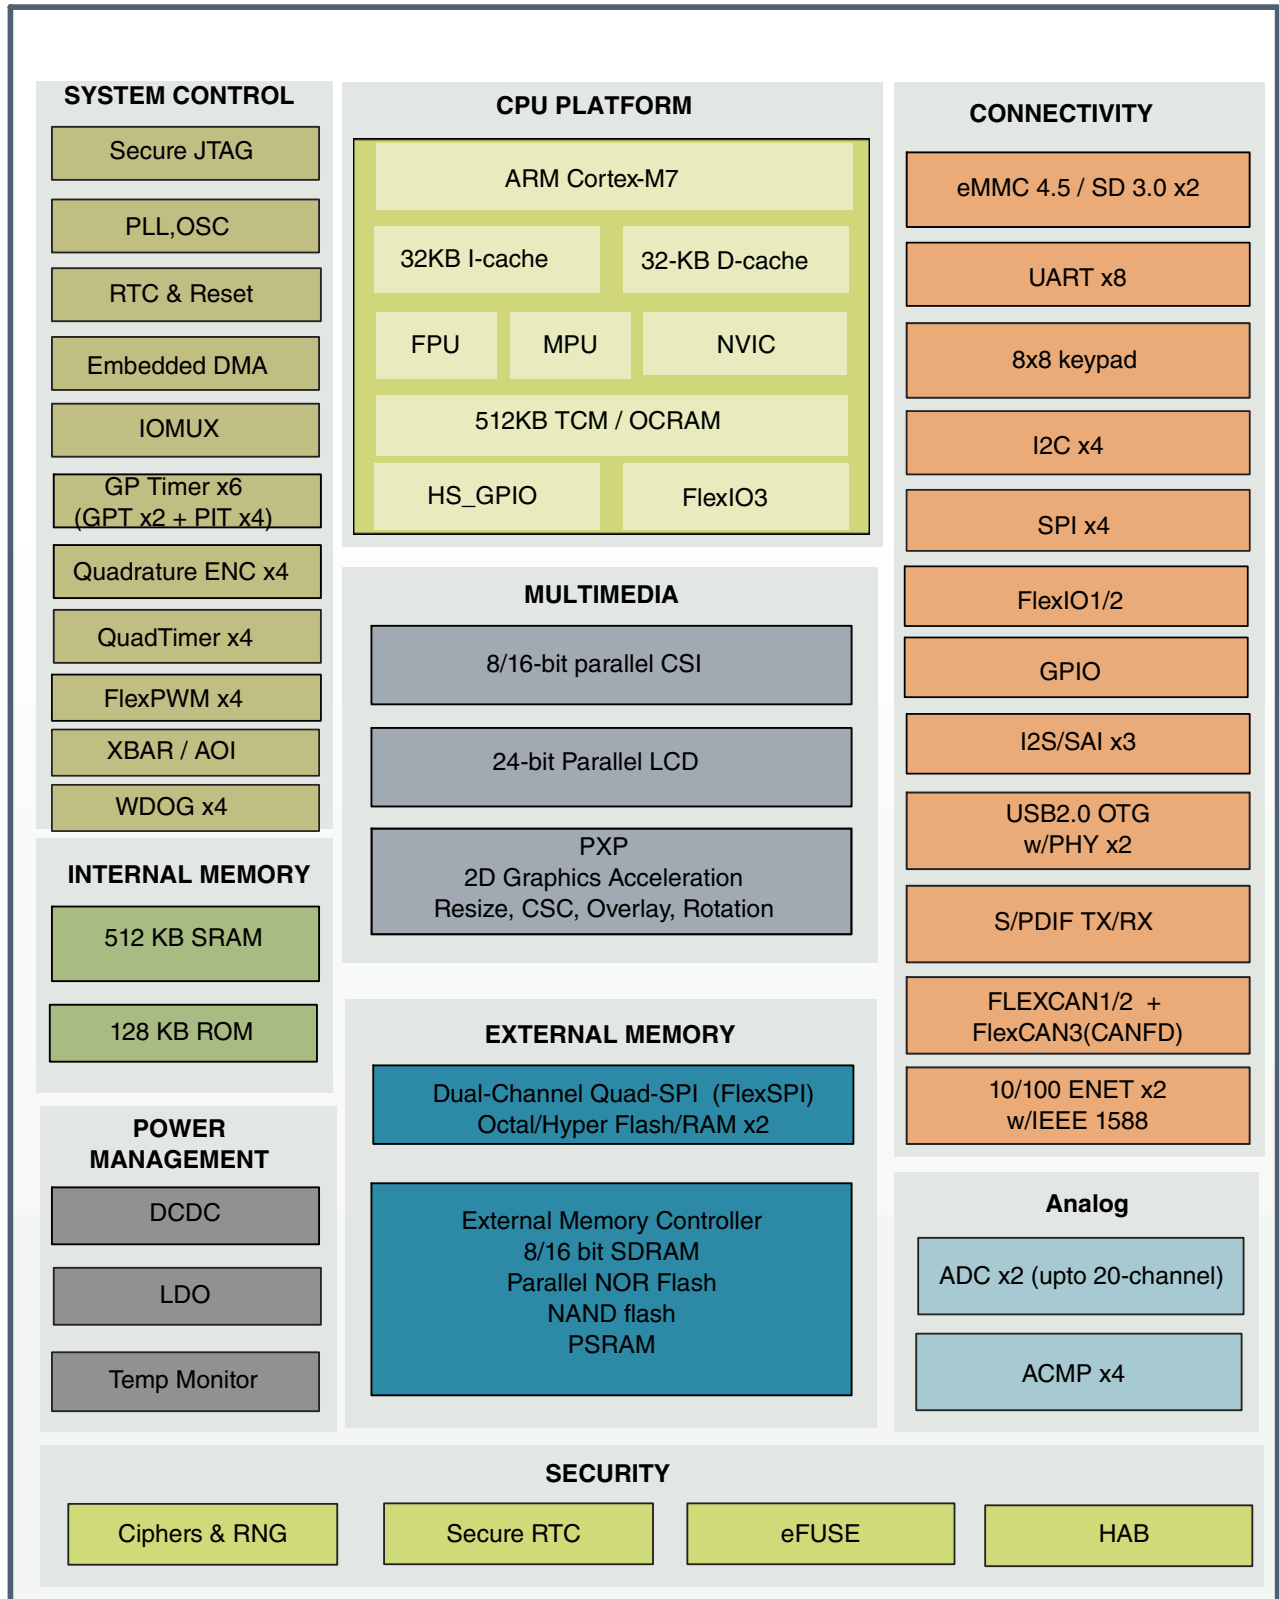 SYSTEM CONTROL
Secure JTAG
PLL,OSC
RTC & Reset
Embedded DMA
IOMUX
GP Timer x6
(GPT x2 + PIT x4)
Quadrature ENC x4
QuadTimer x4
FlexPWM x4
XBAR / AOI
WDOG x4
INTERNAL MEMORY
512 KB SRAM
128 KB ROM
POWER
MANAGEMENT
DCDC
LDO
Temp Monitor
CPU PLATFORM
ARM Cortex-M7
32KB I-cache
32-KB D-cache
FPU
MPU
NVIC
512KB TCM / OCRAM
HS_GPIO
FlexIO3
MULTIMEDIA
8/16-bit parallel CSI
24-bit Parallel LCD
PXP
2D Graphics Acceleration
Resize, CSC, Overlay, Rotation
EXTERNAL MEMORY
Dual-Channel Quad-SPI (FlexSPI)
Octal/Hyper Flash/RAM x2
External Memory Controller
8/16 bit SDRAM
Parallel NOR Flash
NAND flash
PSRAM
CONNECTIVITY
eMMC 4.5 / SD 3.0 x2
UART x8
8x8 keypad
I2C x4
SPI x4
FlexIO1/2
GPIO
I2S/SAI x3
USB2.0 OTG
w/PHY x2
S/PDIF TX/RX
FLEXCAN1/2 +
FlexCAN3(CANFD)
10/100 ENET x2
w/IEEE 1588
Analog
ADC x2 (upto 20-channel)
ACMP x4
SECURITY
Ciphers & RNG
Secure RTC
eFUSE
HAB